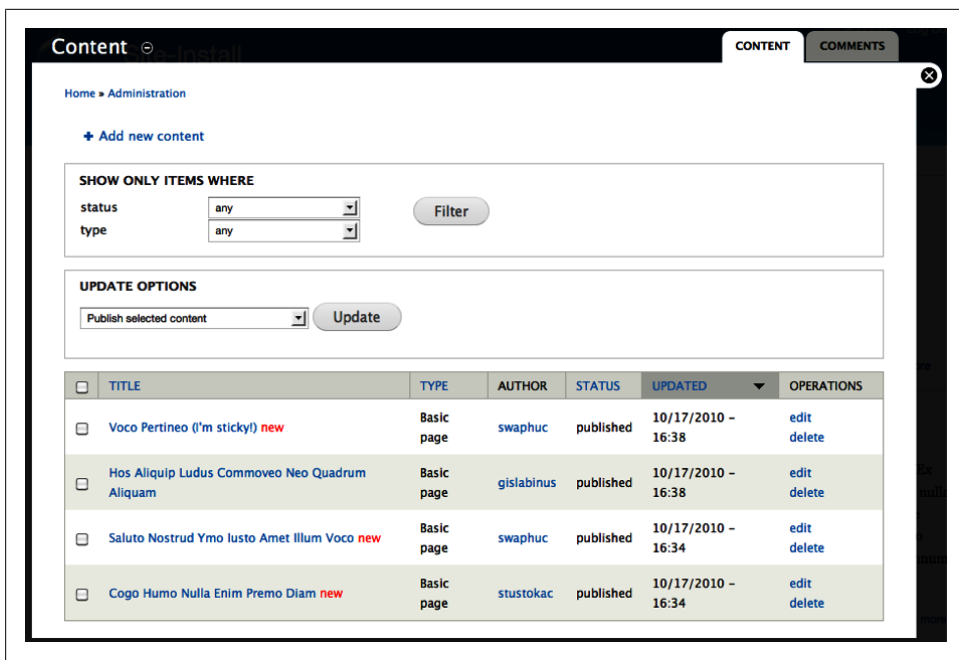 Content
Site-Install
CONTENT
COMMENTS
Home » Administration
+ Add new content
SHOW ONLY ITEMS WHERE
status any
type any
Filter
UPDATE OPTIONS
Publish selected content
Update
TITLE TYPE AUTHOR STATUS UPDATED OPERATIONS
Voco Pertineo (I'm sticky!) new
Basic
page
swaphuc
published
10/17/2010 –
16:38
edit
delete
Hos Aliquip Ludus Commoveo Neo Quadrum
Aliquam
Basic
page
gislabinus
published
10/17/2010 –
16:38
edit
delete
Saluto Nostrud Ymo Iusto Amet Illum Voco new
Basic
page
swaphuc
published
10/17/2010 –
16:34
edit
delete
Cogo Humo Nulla Enim Premo Diam new
Basic
page
stustokac
published
10/17/2010 –
16:34
edit
delete